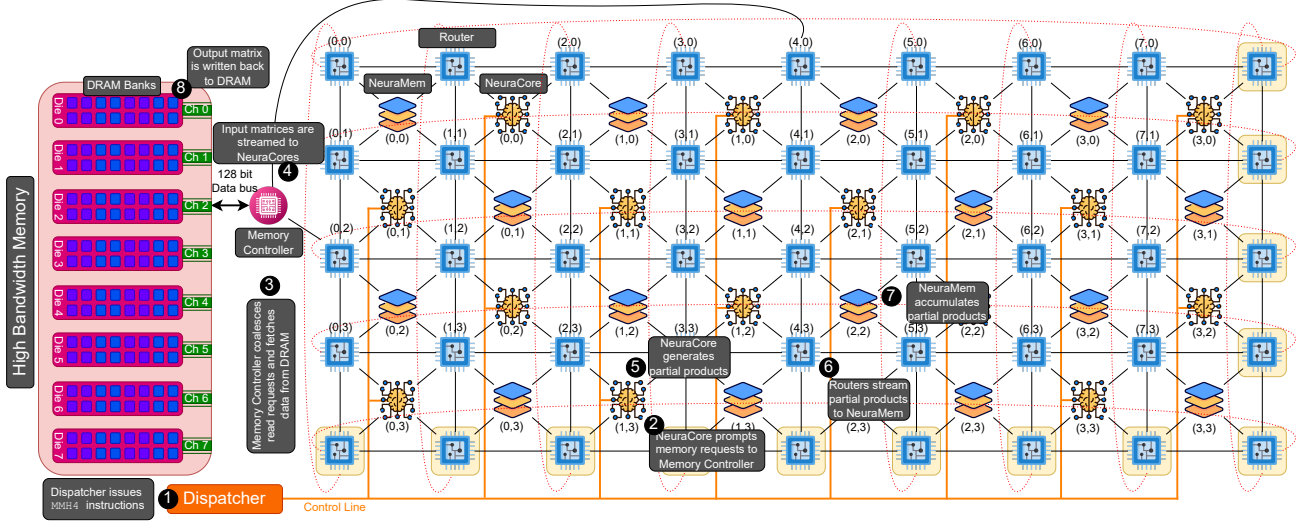 Output matrix
is written back
to DRAM
8
DRAM Banks
High Bandwidth Memory
Die 0
Die 1
Die 2
Die 3
Die 4
Die 5
Die 6
Die 7
Ch 0
Ch 1
Ch 2
Ch 3
Ch 4
Ch 5
Ch 6
Ch 7
Input matrices are
streamed to
NeuraCores
4
128 bit
Data bus
Memory
Controller
3
Memory Controller coalesces
read requests and fetches
data from DRAM
Dispatcher issues
MMH4 instructions
1
Dispatcher
Control Line
Router
NeuraMem
NeuraCore
(0,0) (2,0) (3,0) (4,0) (5,0) (6,0) (7,0)
(0,0) (0,0) (1,0) (1,0) (2,0) (2,0) (3,0) (3,0)
(0,1) (1,1) (2,1) (3,1) (4,1) (5,1) (6,1) (7,1)
(0,1) (0,1) (1,1) (1,1) (2,1) (2,1) (3,1) (3,1)
(0,2) (1,2) (2,2) (3,2) (4,2) (5,2) (6,2) (7,2)
7
NeuraMem
accumulates
partial products
(0,2) (0,2) (1,2) (1,2) (2,2) (2,2) (3,2) (3,2)
(0,3) (1,3) (2,3) (3,3) (4,3) (5,3) (6,3) (7,3)
5
NeuraCore
generates
partial products
6
Routers stream
partial products
to NeuraMem
(0,3) (0,3) (1,3) (1,3) (2,3) (2,3) (3,3) (3,3)
2
NeuraCore prompts
memory requests to
Memory Controller